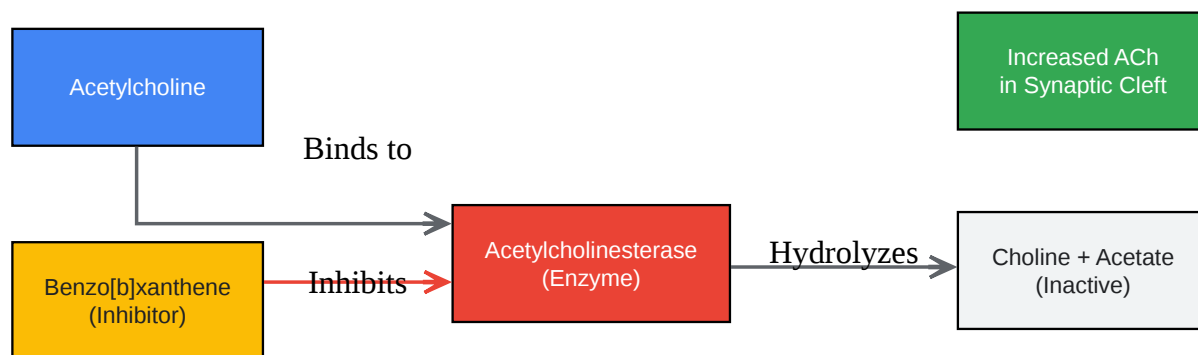 Acetylcholine
Increased ACh
in Synaptic Cleft
Binds to
Benzo[b]xanthene
(Inhibitor)
Inhibits
Acetylcholinesterase
(Enzyme)
Hydrolyzes
Choline + Acetate
(Inactive)